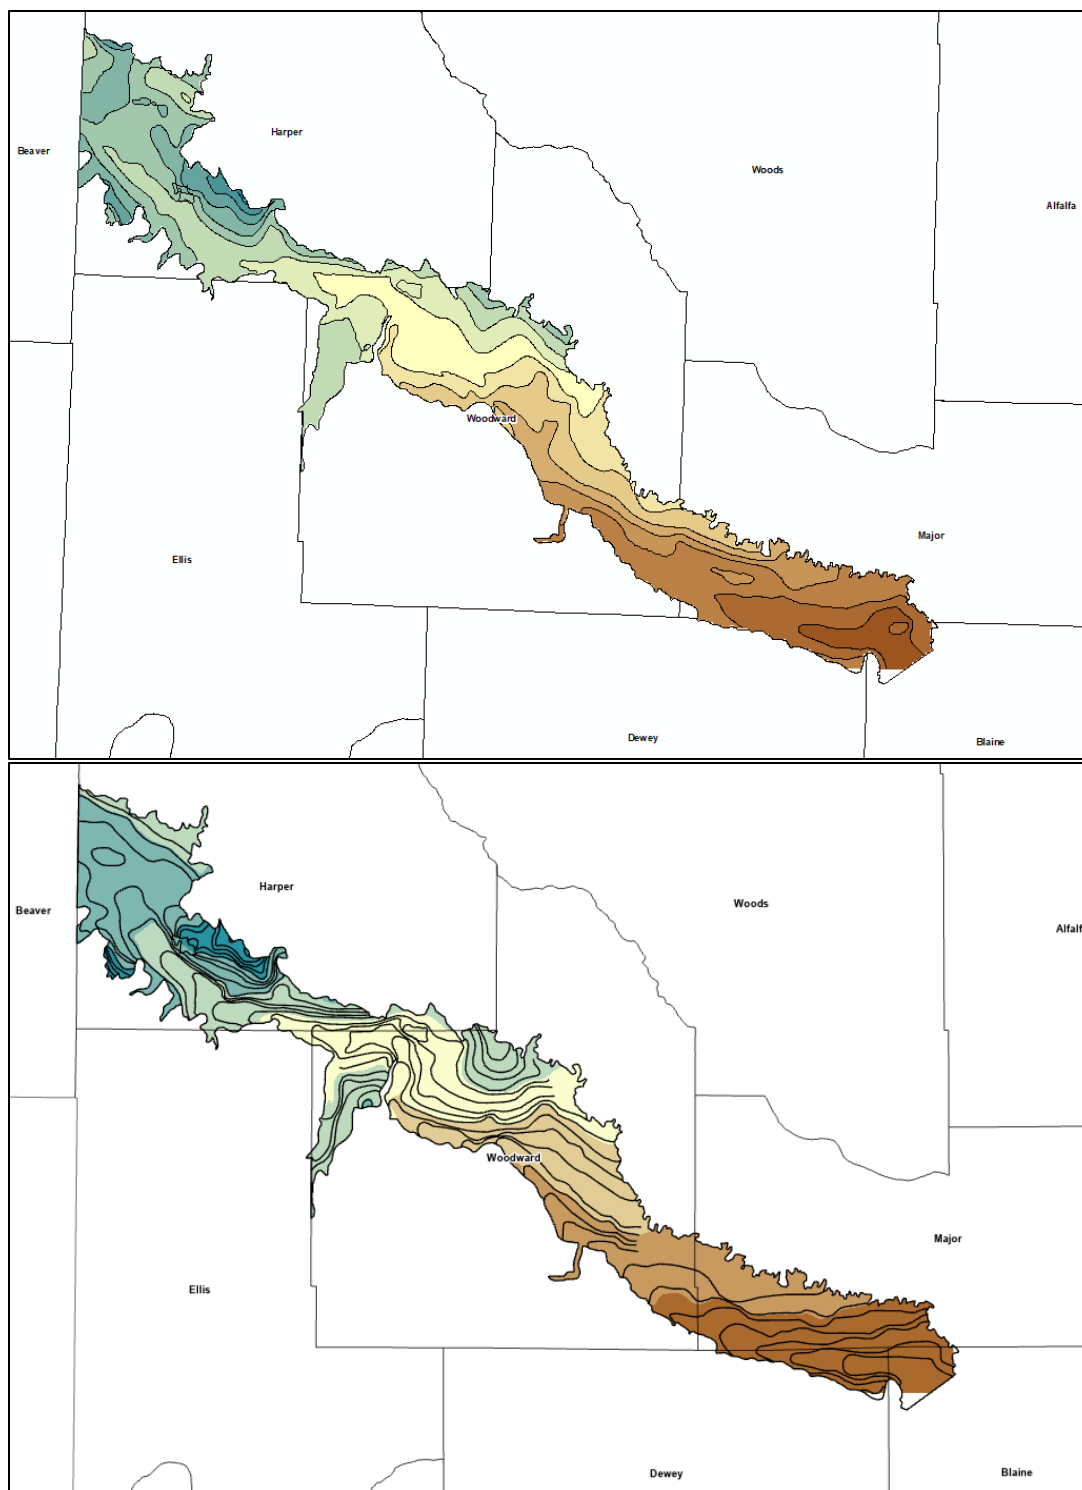 Harper
Beaver
Woods
Alfalfa
Woodward
Major
Ellis
Dewey
Blaine
Harper
Woods
Beaver
Alfalf
Woodward
Major
Ellis
Dewey
Blaine